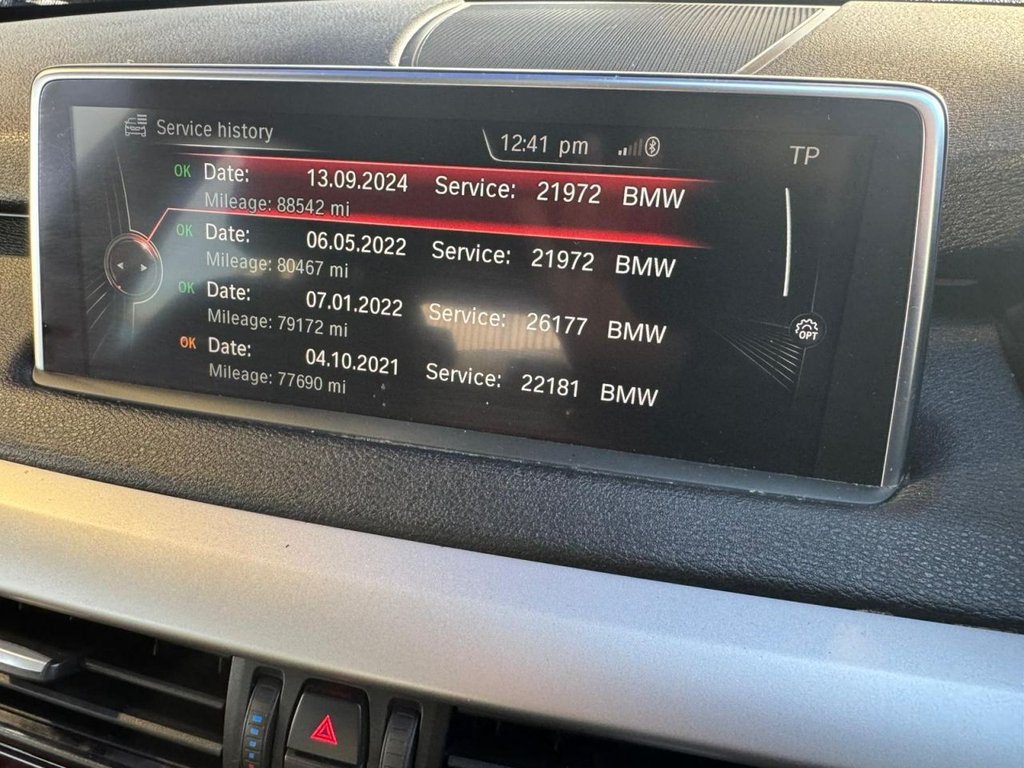 Service history
12:41 pm
TP
OK Date: 13.09.2024 Service: 21972 BMW
Mileage: 88542 mi
OK Date: 06.05.2022 Service: 21972 BMW
Mileage: 80467 mi
OK Date: 07.01.2022 Service: 26177 BMW
Mileage: 79172 mi
OPT
OK Date: 04.10.2021 Service: 22181 BMW
Mileage: 77690 mi